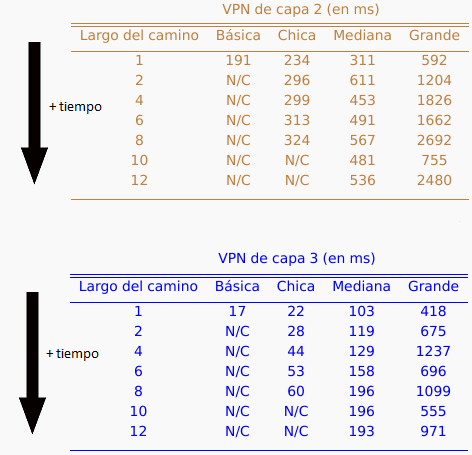 VPN de capa 2 (en ms)
Largo del camino Básica Chica Mediana Grande
1 191 234 311 592
2 N/C 296 611 1204
+ tiempo
4 N/C 299 453 1826
6 N/C 313 491 1662
8 N/C 324 567 2692
10 N/C N/C 481 755
12 N/C N/C 536 2480
VPN de capa 3 (en ms)
Largo del camino Básica Chica Mediana Grande
1 17 22 103 418
2 N/C 28 119 675
+ tiempo
4 N/C 44 129 1237
6 N/C 53 158 696
8 N/C 60 196 1099
10 N/C N/C 196 555
12 N/C N/C 193 971